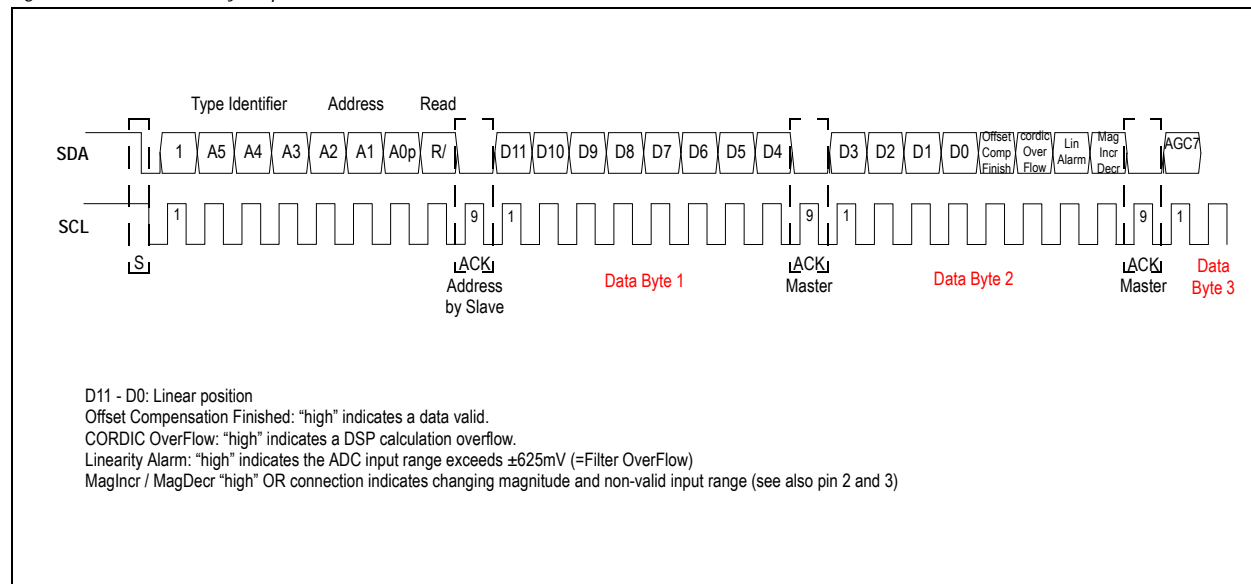 Type Identifier Address Read
SDA 1 A5 A4 A3 A2 A1 A0p R/ D11 D10 D9 D8 D7 D6 D5 D4 D3 D2 D1 D0 Offset Comp Finish cordic Over Flow Lin Alarm Mag Incr Decr AGC7
SCL 1 9 1 9 1 9 1
S ACK Address by Slave Data Byte 1 ACK Master Data Byte 2 ACK Master Data Byte 3
D11 - D0: Linear position
Offset Compensation Finished: “high” indicates a data valid.
CORDIC OverFlow: “high” indicates a DSP calculation overflow.
Linearity Alarm: “high” indicates the ADC input range exceeds ±625mV (=Filter OverFlow)
MagIncr / MagDecr “high” OR connection indicates changing magnitude and non-valid input range (see also pin 2 and 3)